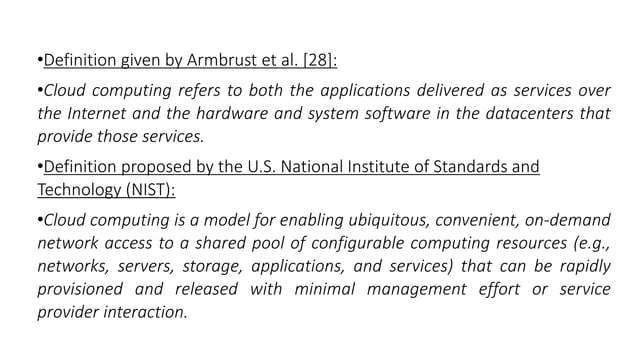 •Definition given by Armbrust et al. [28]:
•Cloud computing refers to both the applications delivered as services over
the Internet and the hardware and system software in the datacenters that
provide those services.
•Definition proposed by the U.S. National Institute of Standards and
Technology (NIST):
•Cloud computing is a model for enabling ubiquitous, convenient, on-demand
network access to a shared pool of configurable computing resources (e.g.,
networks, servers, storage, applications, and services) that can be rapidly
provisioned and released with minimal management effort or service
provider interaction.